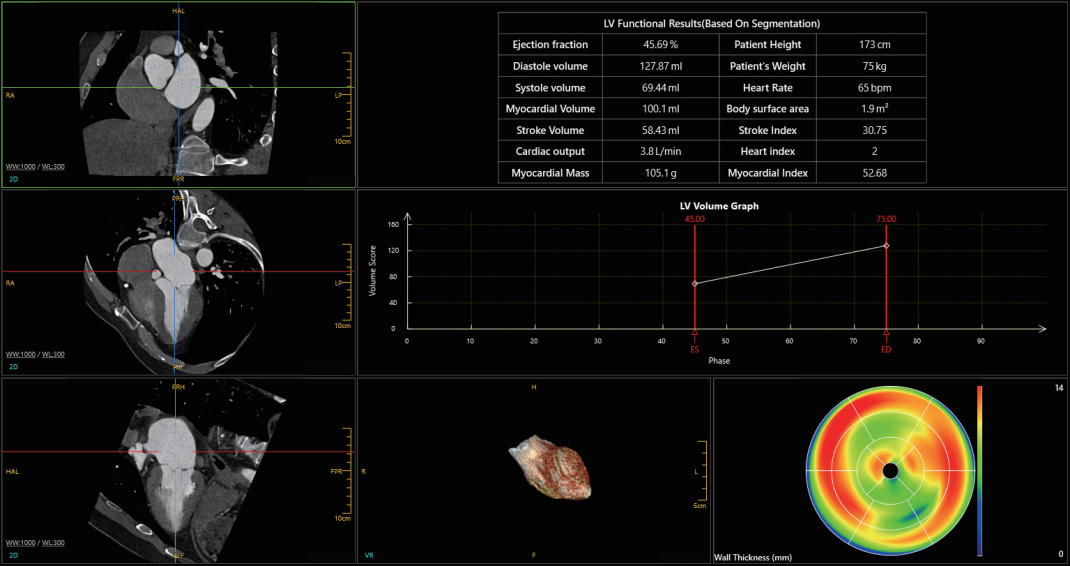 HAL
RA
LP
10cm
WW:1000 / WL:300
2D
FPR
LV Functional Results(Based On Segmentation)
Ejection fraction 45.69 % Patient Height 173 cm
Diastole volume 127.87 ml Patient's Weight 75 kg
Systole volume 69.44 ml Heart Rate 65 bpm
Myocardial Volume 100.1 ml Body surface area 1.9 m²
Stroke Volume 58.43 ml Stroke Index 30.75
Cardiac output 3.8 L/min Heart index 2
Myocardial Mass 105.1 g Myocardial Index 52.68
RA
LP
10cm
WW:1000 / WL:300
2D
LV Volume Graph
45.00 75.00
160
120
80
40
0
Volume Score
0 10 20 30 40 50 60 70 80 90
ES ED
Phase
PRH
HAL
FPR
10cm
WW:1000 / WL:300
2D
H
R
L
5cm
VR
F
14
0
Wall Thickness (mm)